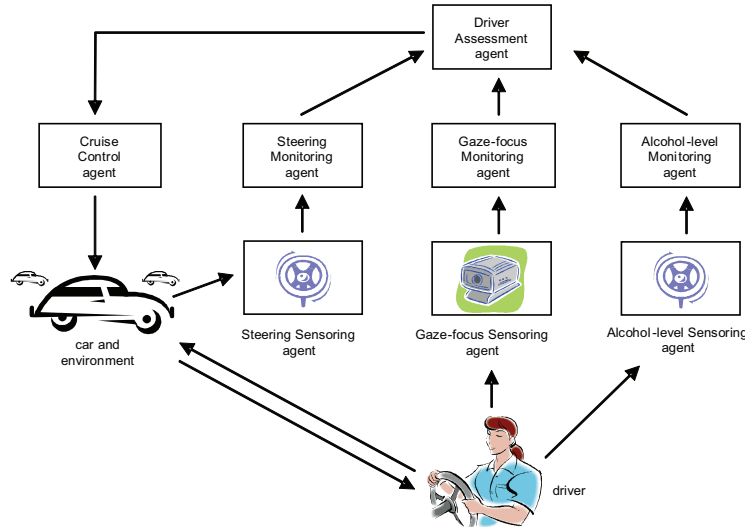 Driver
Assessment
agent
Cruise
Control
agent
Steering
Monitoring
agent
Gaze-focus
Monitoring
agent
Alcohol-level
Monitoring
agent
car and
environment
Steering Sensoring
agent
Gaze-focus Sensoring
agent
Alcohol-level Sensoring
agent
driver